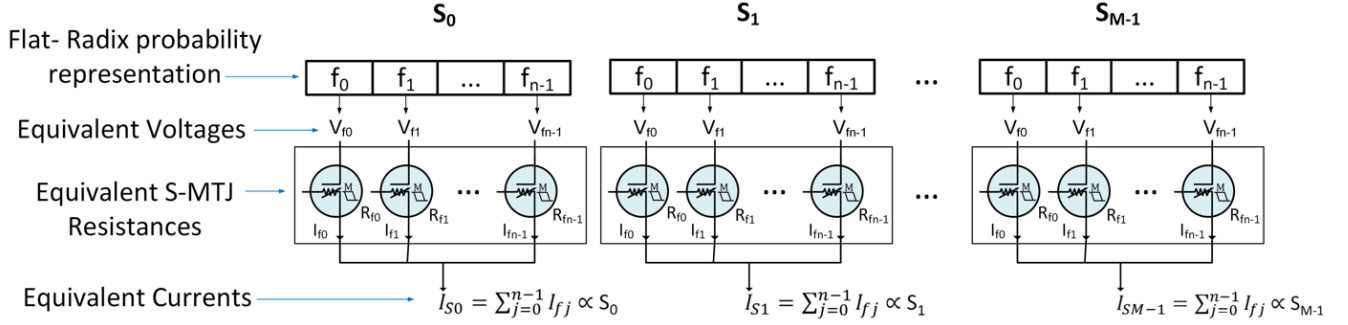 S0 S1 SM-1
Flat- Radix probability
representation
f0 f1 ... fn-1 f0 f1 ... fn-1 ... f0 f1 ... fn-1
Equivalent Voltages Vf0 Vf1 Vfn-1 Vf0 Vf1 Vfn-1 Vf0 Vf1 Vfn-1
M M M M M M M M M
Equivalent S-MTJ
Resistances
... ... ... ...
Rf0 Rf1 Rfn-1 Rf0 Rf1 Rfn-1 Rf0 Rf1 Rfn-1
If0 If1 Ifn-1 If0 If1 Ifn-1 If0 If1 Ifn-1
Equivalent Currents IS0 = ∑j=0n-1 Ifj ∝ S0 IS1 = ∑j=0n-1 Ifj ∝ S1 ISM−1 = ∑j=0n-1 Ifj ∝ SM-1